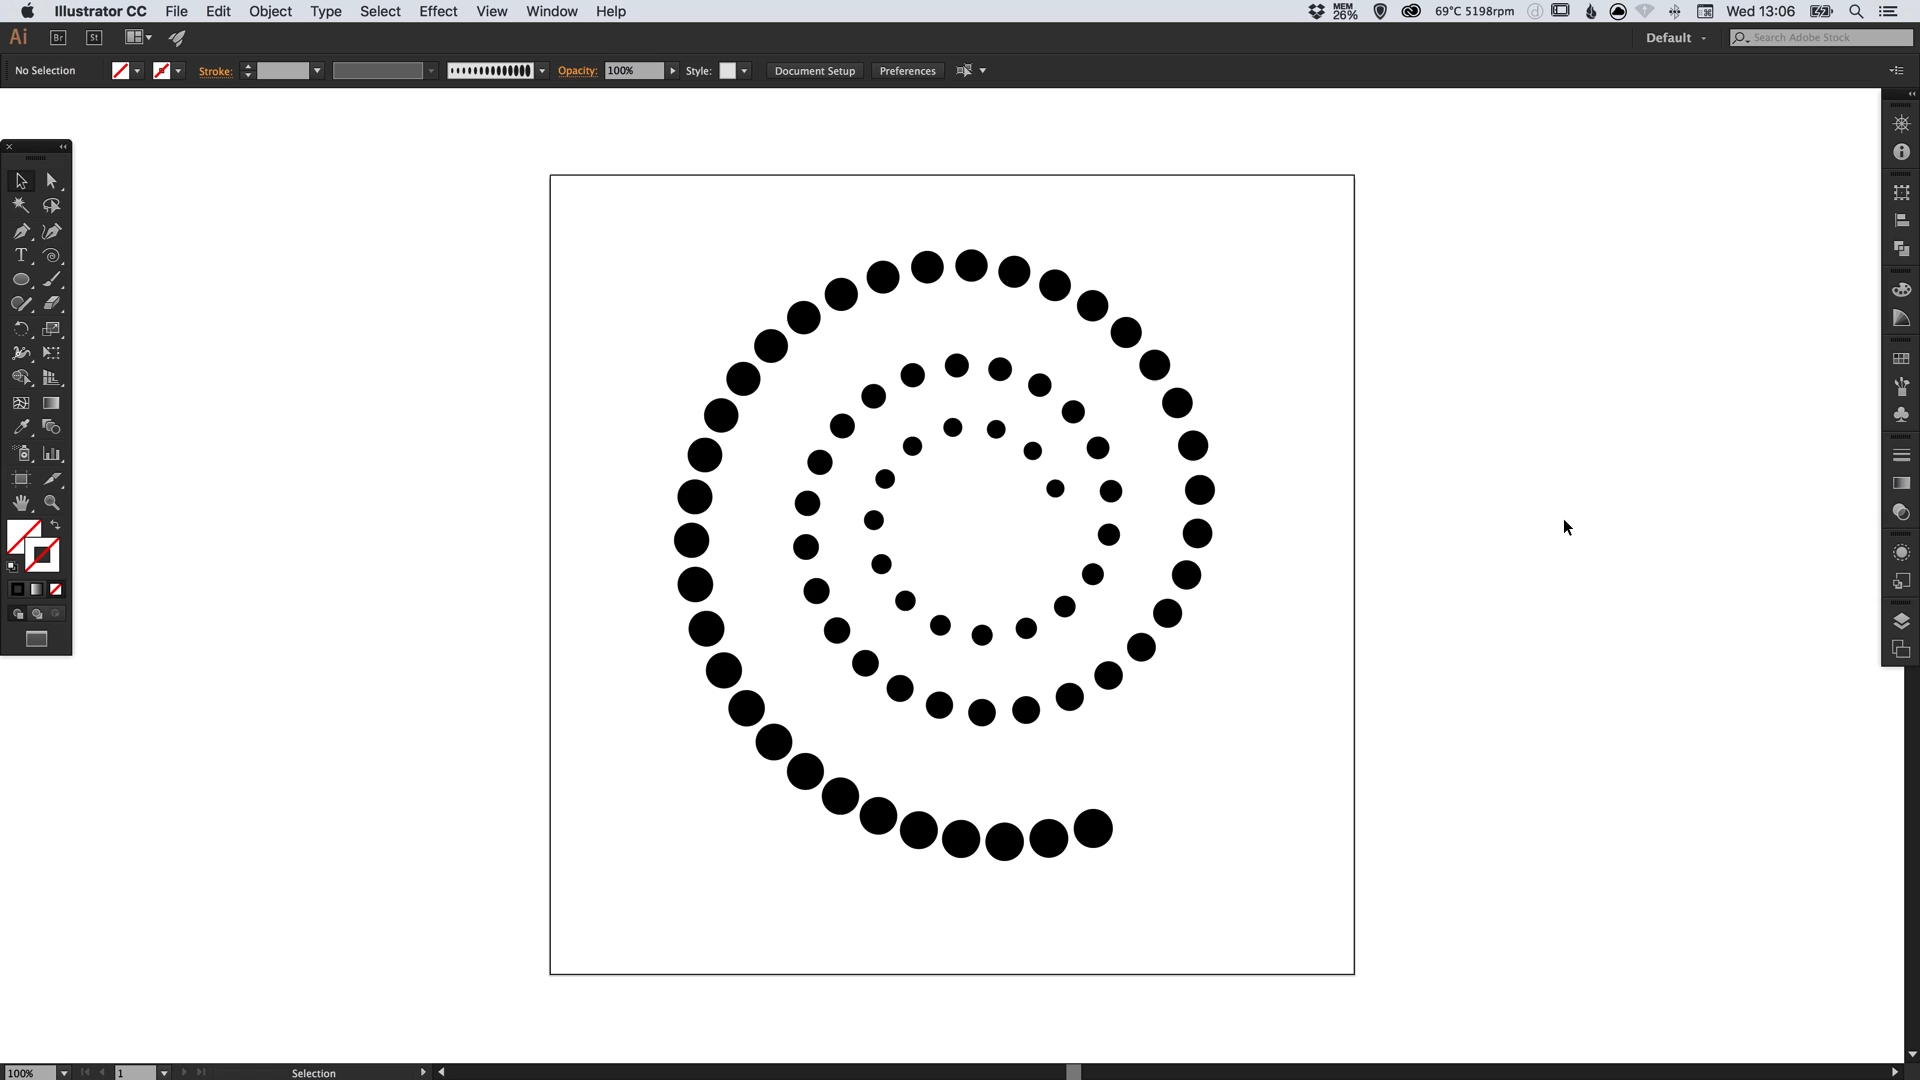 Illustrator CC File Edit Object Type Select Effect View Window Help MEM 26% 69°C 5198rpm Wed 13:06
Ai Br St Default Search Adobe Stock
No Selection Stroke: Opacity: 100% Style: Document Setup Preferences
T
100% 1 Selection